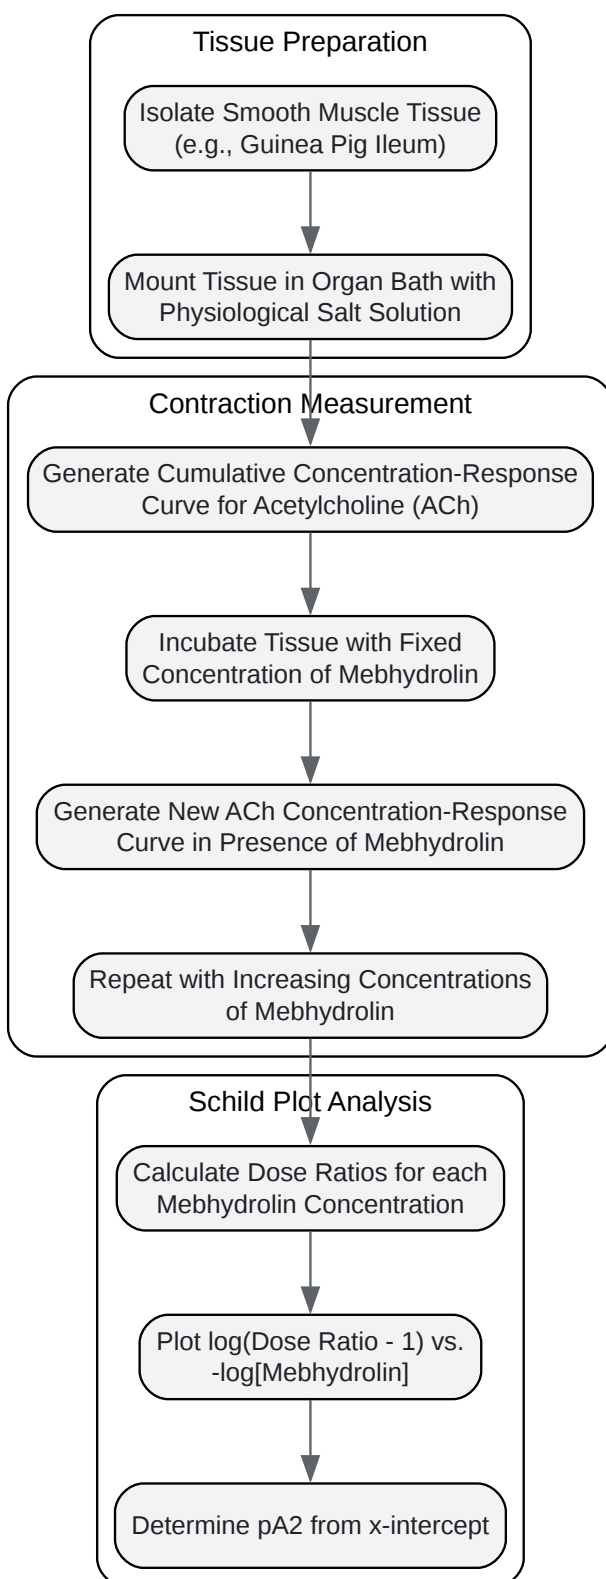 Tissue Preparation
Isolate Smooth Muscle Tissue
(e.g., Guinea Pig Ileum)
Mount Tissue in Organ Bath with
Physiological Salt Solution
Contraction Measurement
Generate Cumulative Concentration-Response
Curve for Acetylcholine (ACh)
Incubate Tissue with Fixed
Concentration of Mebhydrolin
Generate New ACh Concentration-Response
Curve in Presence of Mebhydrolin
Repeat with Increasing Concentrations
of Mebhydrolin
Schild Plot Analysis
Calculate Dose Ratios for each
Mebhydrolin Concentration
Plot log(Dose Ratio - 1) vs.
-log[Mebhydrolin]
Determine pA2 from x-intercept